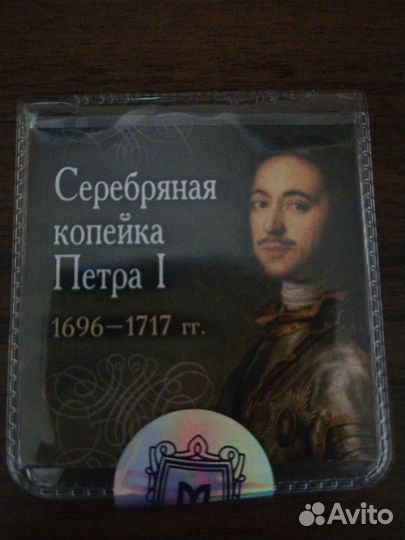 Серебряная
копейка
Петра I
1696–1717 гг.
M
Avito